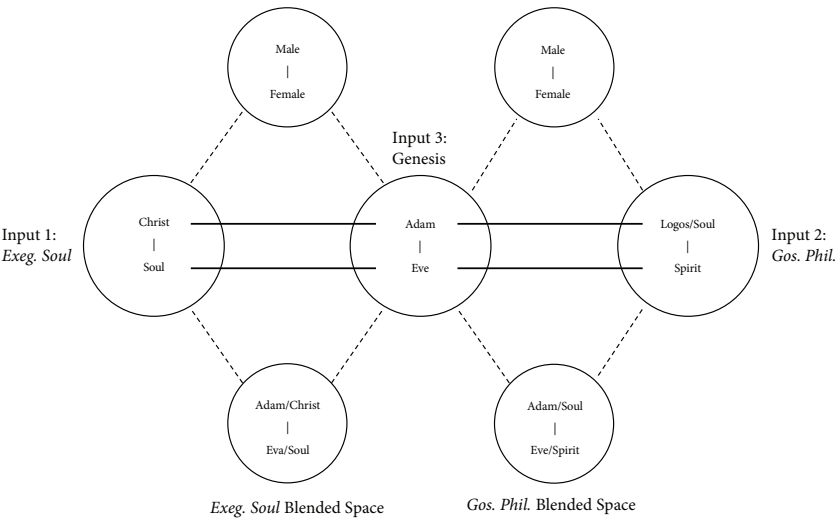 Male
|
Female
Male
|
Female
Input 3:
Genesis
Input 1:
Exeg. Soul
Christ
|
Soul
Adam
|
Eve
Logos/Soul
|
Spirit
Input 2:
Gos. Phil.
Adam/Christ
|
Eva/Soul
Adam/Soul
|
Eve/Spirit
Exeg. Soul Blended Space
Gos. Phil. Blended Space